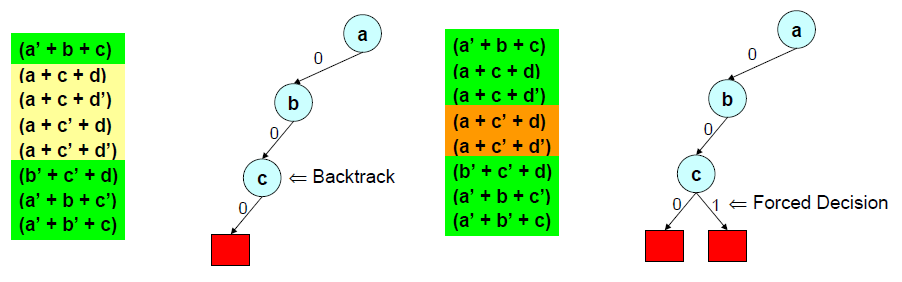 (a’ + b + c)
(a + c + d)
(a + c + d’)
(a + c’ + d)
(a + c’ + d’)
(b’ + c’ + d)
(a’ + b + c’)
(a’ + b’ + c)
a
0
b
0
c ⇐ Backtrack
0
(a’ + b + c)
(a + c + d)
(a + c + d’)
(a + c’ + d)
(a + c’ + d’)
(b’ + c’ + d)
(a’ + b + c’)
(a’ + b’ + c)
a
0
b
0
c
0 1 ⇐ Forced Decision